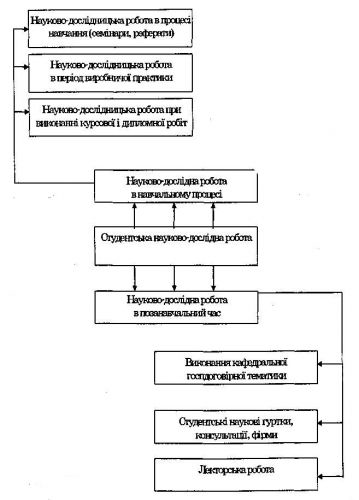 Науково-дослідницька робота в процесі
навчання (семінари, реферати)
Науково-дослідницька робота
в період виробничої практики
Науково-дослідницька робота при
виконанні курсової і дипломної робіт
Науково-дослідна робота
в навчальному процесі
Студентська науково-дослідна робота
Науково-дослідна робота
в позанавчальний час
Виконання кафедральної
госпдоговірної тематики
Студентські наукові гуртки,
консультації, фірми
Лекторська робота